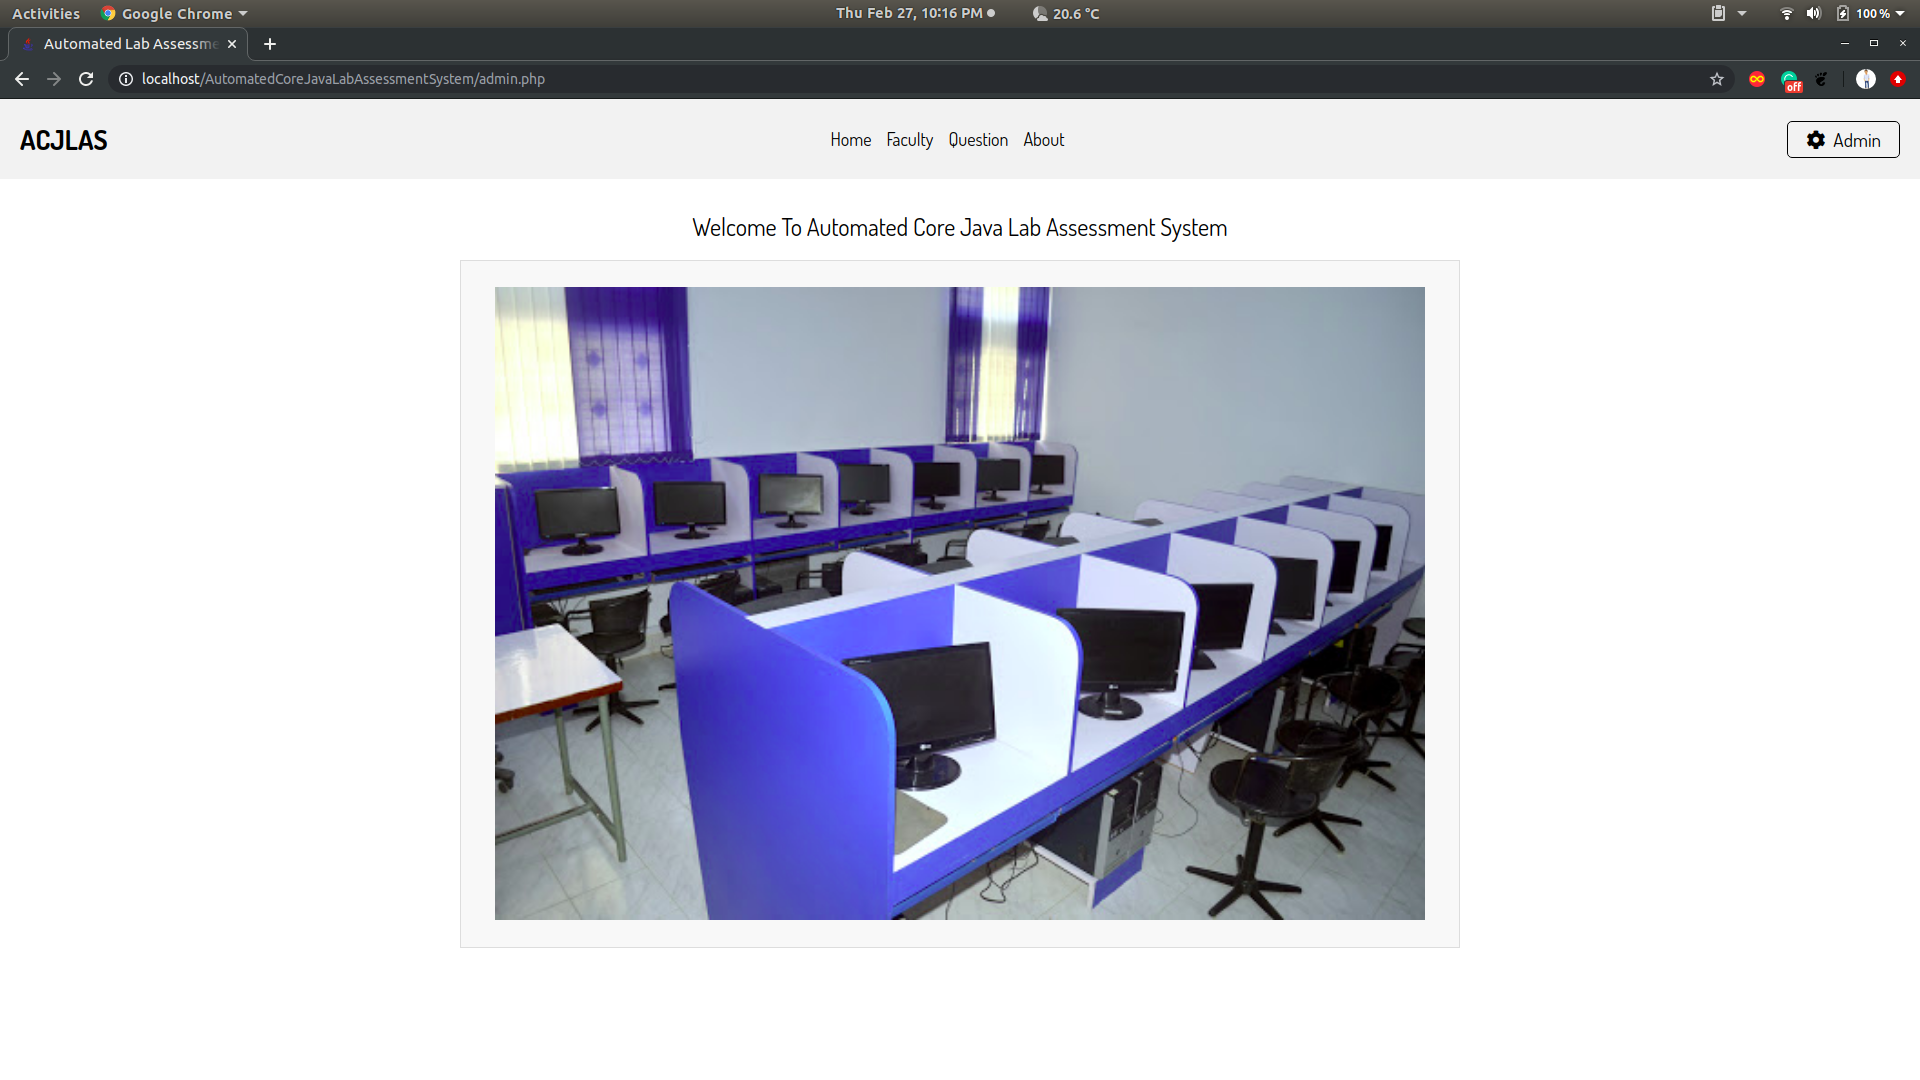 Activities Google Chrome Thu Feb 27, 10:16 PM 20.6 °C 100 %
Automated Lab Assessme
localhost/AutomatedCoreJavaLabAssessmentSystem/admin.php off
ACJLAS Home Faculty Question About Admin
Welcome To Automated Core Java Lab Assessment System